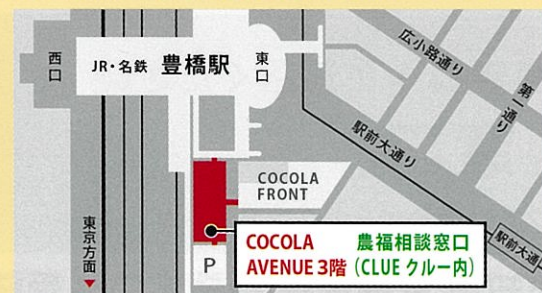 西口
JR・名鉄 豊橋駅
東口
広小路通り
第一通り
駅前大通り
COCOLA
FRONT
東京方面
P
COCOLA 農福相談窓口
AVENUE 3階 (CLUE クルー内)
駅前大通